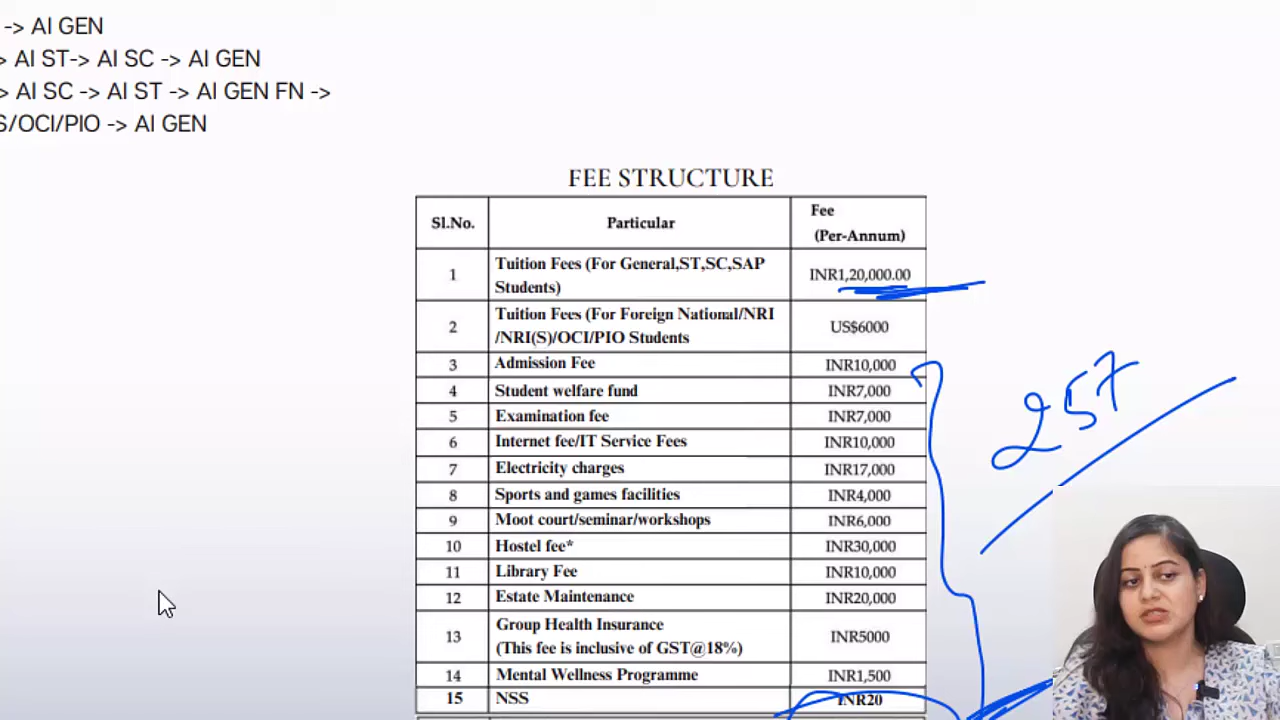 -> AI GEN
> AI ST-> AI SC -> AI GEN
> AI SC -> AI ST -> AI GEN FN ->
S/OCI/PIO -> AI GEN
FEE STRUCTURE
Sl.No. Particular Fee (Per-Annum)
1 Tuition Fees (For General,ST,SC,SAP Students) INR1,20,000.00
2 Tuition Fees (For Foreign National/NRI /NRI(S)/OCI/PIO Students US$6000
3 Admission Fee INR10,000
4 Student welfare fund INR7,000
5 Examination fee INR7,000
6 Internet fee/IT Service Fees INR10,000
7 Electricity charges INR17,000
8 Sports and games facilities INR4,000
9 Moot court/seminar/workshops INR6,000
10 Hostel fee* INR30,000
11 Library Fee INR10,000
12 Estate Maintenance INR20,000
13 Group Health Insurance (This fee is inclusive of GST@18%) INR5000
14 Mental Wellness Programme INR1,500
15 NSS INR20
257